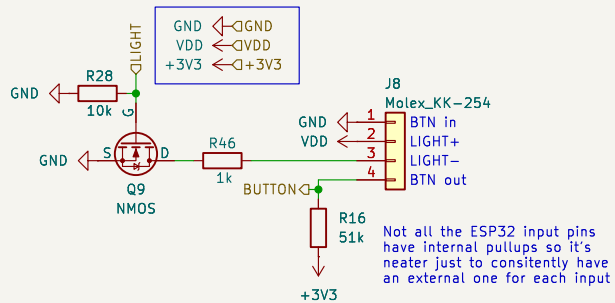 LIGHT
GND GND
VDD VDD
+3V3 +3V3
R28
GND
10k
G
GND
S
D
Q9
NMOS
R46
1k
J8
Molex_KK-254
GND 1 BTN in
VDD 2 LIGHT+
3 LIGHT-
4 BTN out
BUTTON
R16
51k
+3V3
Not all the ESP32 input pins
have internal pullups so it's
neater just to consitently have
an external one for each input